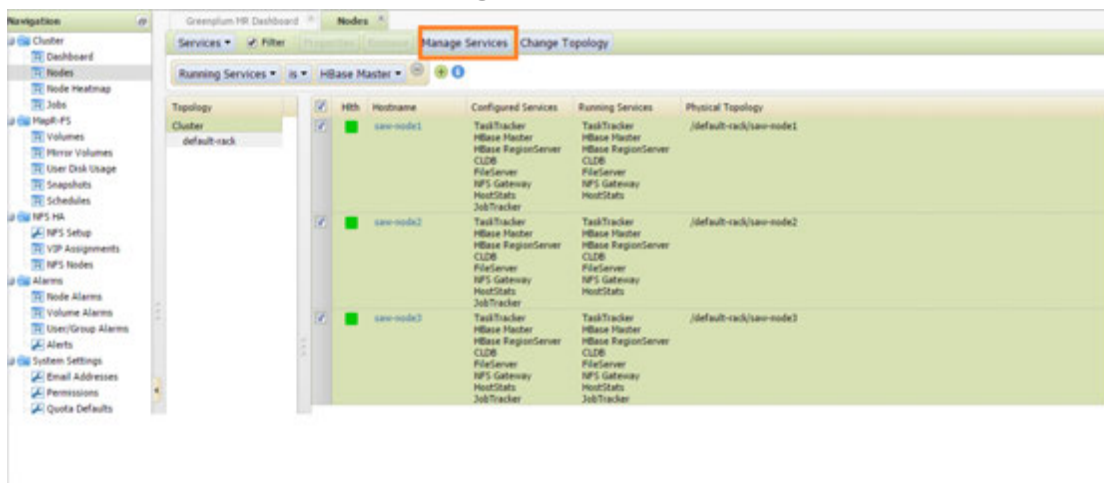 Navigation
Cluster
Dashboard
Nodes
Node Heatmap
Jobs
MapR-FS
Volumes
Mirror Volumes
User Disk Usage
Snapshots
Schedules
NFS HA
NFS Setup
VIP Assignments
NFS Nodes
Alarms
Node Alarms
Volume Alarms
User/Group Alarms
Alerts
System Settings
Email Addresses
Permissions
Quota Defaults
Greenplum HR Dashboard Nodes
Services Filter Properties Remove Manage Services Change Topology
Running Services is HBase Master
Topology
Cluster
default-rack
Hlth Hostname Configured Services Running Services Physical Topology
saw-node1 TaskTracker TaskTracker /default-rack/saw-node1
HBase Master HBase Master
HBase RegionServer HBase RegionServer
CLDB CLDB
FileServer FileServer
NFS Gateway NFS Gateway
HostStats HostStats
JobTracker
saw-node2 TaskTracker TaskTracker /default-rack/saw-node2
HBase Master HBase Master
HBase RegionServer HBase RegionServer
CLDB CLDB
FileServer FileServer
NFS Gateway NFS Gateway
HostStats HostStats
JobTracker
saw-node3 TaskTracker TaskTracker /default-rack/saw-node3
HBase Master HBase Master
HBase RegionServer HBase RegionServer
CLDB CLDB
FileServer FileServer
NFS Gateway NFS Gateway
HostStats HostStats
JobTracker JobTracker